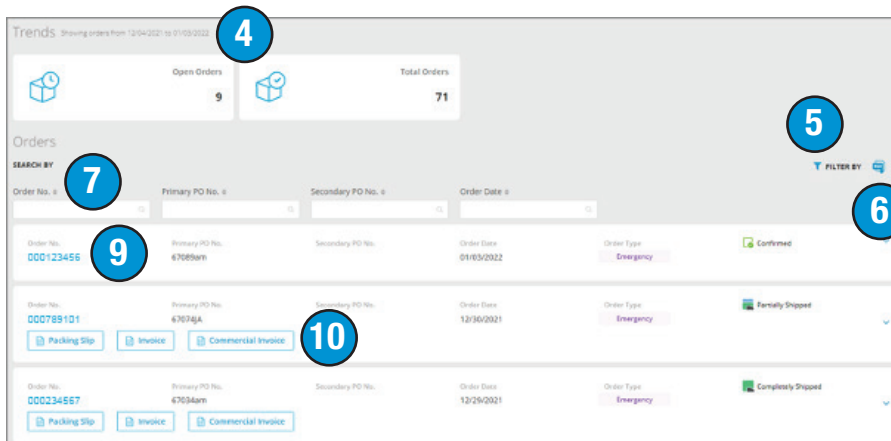 Trends Showing orders from 12/04/2021 to 01/03/2022
4
Open Orders
9
Total Orders
71
Orders
5
SEARCH BY
FILTER BY
7
Order No.
Primary PO No.
Secondary PO No.
Order Date
6
Order No.
Primary PO No.
Secondary PO No.
Order Date
Order Type
Confirmed
000123456
9
67089am
01/03/2022
Emergency
Order No.
Primary PO No.
Secondary PO No.
Order Date
Order Type
Partially Shipped
000789101
67074JA
12/30/2021
Emergency
Packing Slip
Invoice
Commercial Invoice
10
Order No.
Primary PO No.
Secondary PO No.
Order Date
Order Type
Completely Shipped
000234567
67034am
12/29/2021
Emergency
Packing Slip
Invoice
Commercial Invoice